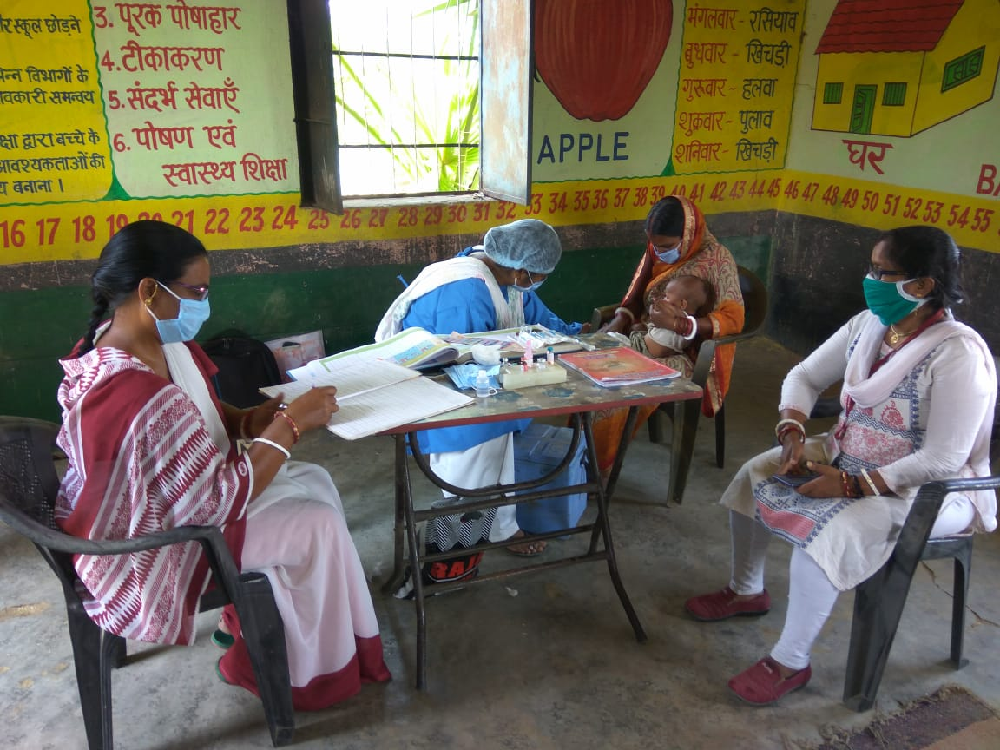 स्कूल छोड़ने
विभागों के
समन्वय
द्वारा बच्चे के
आवश्यकताओं की
बनाना।
3. पूरक पोषाहार
4. टीकाकरण
5. संदर्भ सेवाएँ
6. पोषण एवं
स्वास्थ्य शिक्षा
APPLE
मंगलवार - रसियाव
बुधवार - खिचड़ी
गुरूवार - हलवा
शुक्रवार - पुलाव
शनिवार - खिचड़ी
घर
BA
16 17 18 19 20 21 22 23 24 25 26 27 28 29 30 31 32 33 34 35 36 37 38 39 40 41 42 43 44 45 46 47 48 49 50 51 52 53 54 55